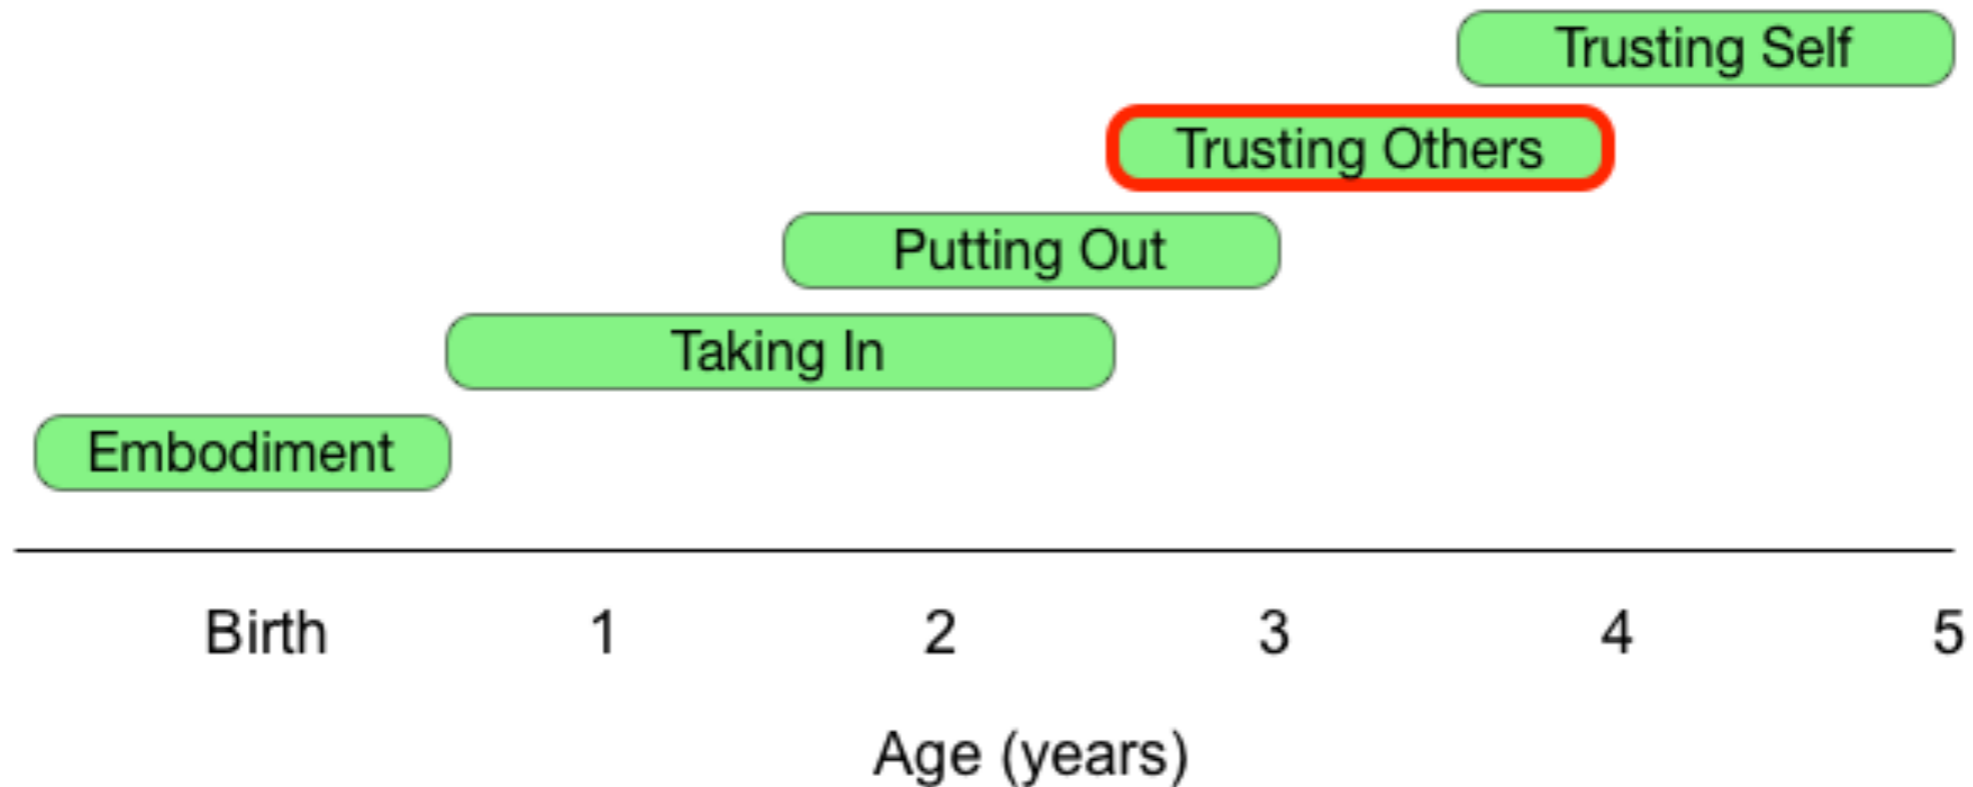 Trusting Self
Trusting Others
Putting Out
Taking In
Embodiment
Birth 1 2 3 4 5
Age (years)